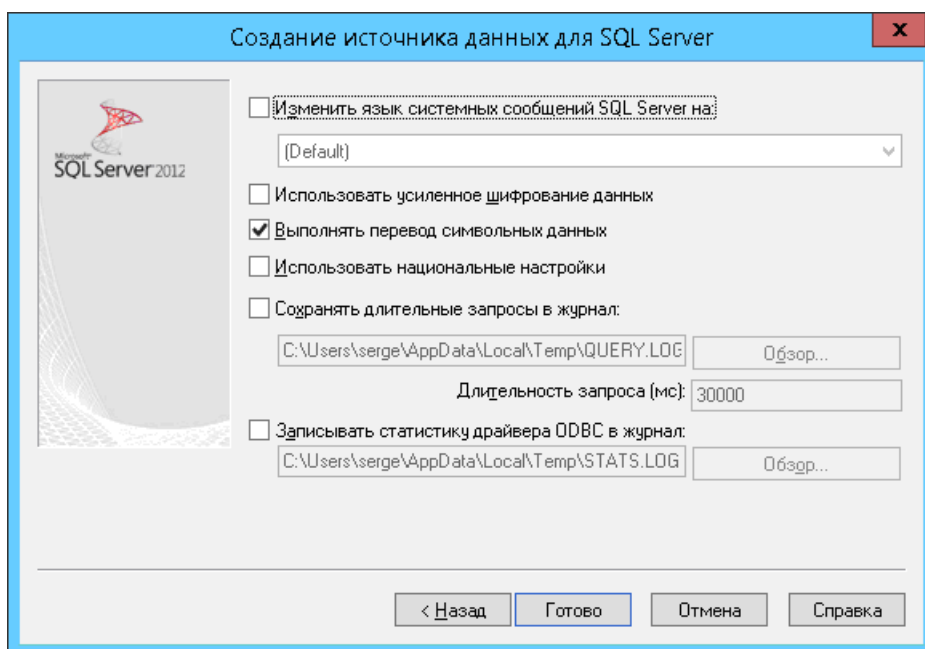 Создание источника данных для SQL Server
x
Microsoft®
SQL Server 2012
Изменить язык системных сообщений SQL Server на:
(Default)
Использовать усиленное шифрование данных
Выполнять перевод символьных данных
Использовать национальные настройки
Сохранять длительные запросы в журнал:
C:\Users\serge\AppData\Local\Temp\QUERY.LOG
Обзор...
Длительность запроса (мс):
30000
Записывать статистику драйвера ODBC в журнал:
C:\Users\serge\AppData\Local\Temp\STATS.LOG
Обзор...
< Назад
Готово
Отмена
Справка